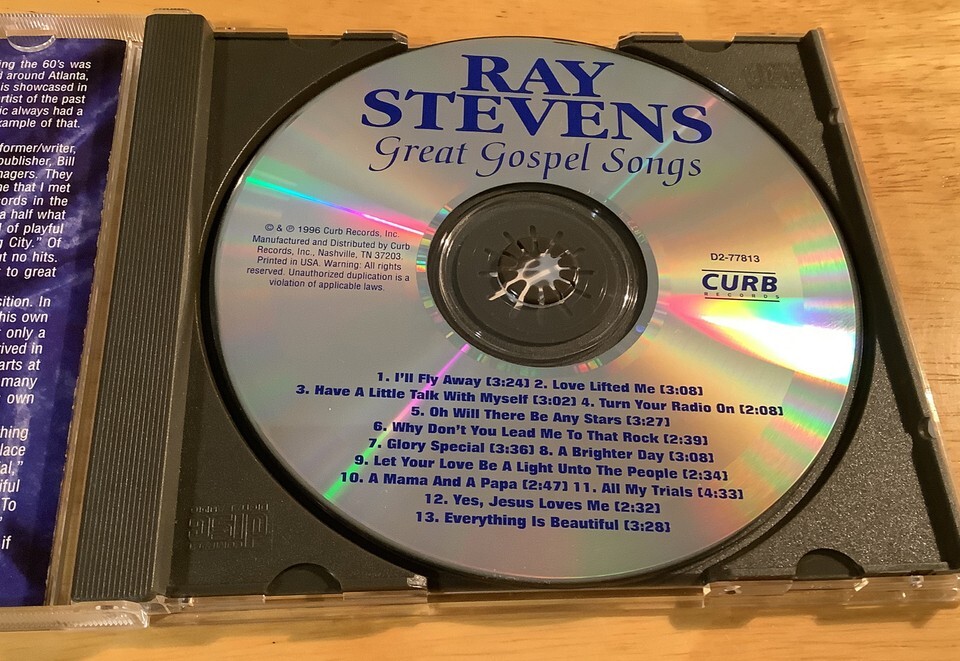 ing the 60's was
d around Atlanta,
is showcased in
rtist of the past
ic always had a
xample of that.
former/writer,
publisher, Bill
nagers. They
ne that I met
ords in the
a half what
l of playful
g City." Of
ut no hits.
r to great
sition. In
his own
r only a
rived in
arts at
many
own
thing
lace
al,"
iful
To
if
RAY
STEVENS
Great Gospel Songs
© & ℗ 1996 Curb Records, Inc.
Manufactured and Distributed by Curb
Records, Inc., Nashville, TN 37203.
Printed in USA. Warning: All rights
reserved. Unauthorized duplication is a
violation of applicable laws.
D2-77813
CURB
RECORDS
1. I'll Fly Away [3:24] 2. Love Lifted Me [3:08]
3. Have A Little Talk With Myself [3:02] 4. Turn Your Radio On [2:08]
5. Oh Will There Be Any Stars [3:27]
6. Why Don't You Lead Me To That Rock [2:39]
7. Glory Special [3:36] 8. A Brighter Day [3:08]
9. Let Your Love Be A Light Unto The People [2:34]
10. A Mama And A Papa [2:47] 11. All My Trials [4:33]
12. Yes, Jesus Loves Me [2:32]
13. Everything Is Beautiful [3:28]